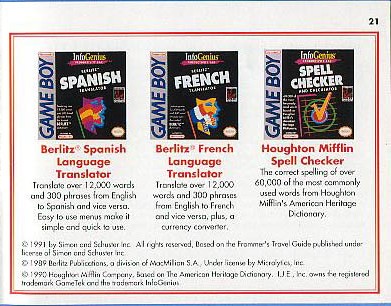 21
GAME BOY
InfoGenius
BERLITZ
SPANISH
TRANSLATOR
GAME BOY
InfoGenius
BERLITZ
FRENCH
TRANSLATOR
GAME BOY
InfoGenius
SPELL
CHECKER
AND CALCULATOR
Berlitz® Spanish
Language
Translator
Translate over 12,000 words
and 300 phrases from English
to Spanish and vice versa.
Easy to use menus make it
simple and quick to use.
Berlitz® French
Language
Translator
Translate over 12,000
words and 300 phrases
from English to French
and vice versa, plus, a
currency converter.
Houghton Mifflin
Spell Checker
The correct spelling of over
60,000 of the most commonly
used words from Houghton
Mifflin's American Heritage
Dictionary.
© 1991 by Simon and Schuster Inc. All rights reserved, Based on the Frommer's Travel Guide published under
license of Simon and Schuster Inc.
© 1989 Berlitz Publications, a division of MacMillion S.A., Under license by Microlytics, Inc.
© 1990 Houghton Mifflin Company, Based on The American Heritage Dictionary. I.J.E., Inc. owns the registered
trademark GameTek and the trademark InfoGenius.